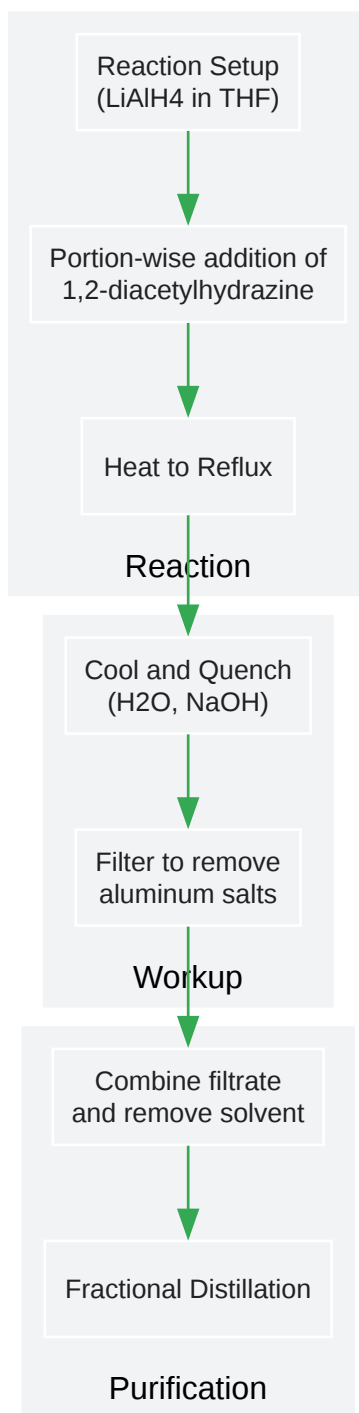 Reaction Setup
(LiAlH4 in THF)
Portion-wise addition of
1,2-diacetylhydrazine
Heat to Reflux
Reaction
Cool and Quench
(H2O, NaOH)
Filter to remove
aluminum salts
Workup
Combine filtrate
and remove solvent
Fractional Distillation
Purification